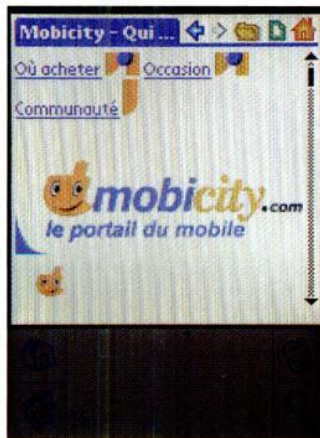 Mobicity - Qui ...
Où acheter Occasion
Communauté
mobicity.com
le portail du mobile